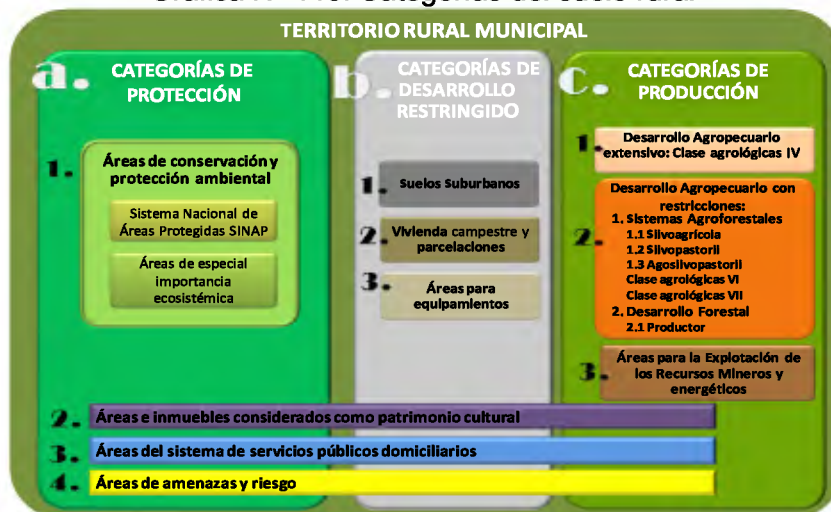 TERRITORIO RURAL MUNICIPAL
a.
CATEGORÍAS DE
PROTECCIÓN
1.
Áreas de conservación y
protección ambiental
Sistema Nacional de
Áreas Protegidas SINAP
Áreas de especial
importancia
ecosistémica
b.
CATEGORÍAS DE
DESARROLLO
RESTRINGIDO
1.
Suelos Suburbanos
2.
Vivienda campestre y
parcelaciones
3.
Áreas para
equipamientos
c.
CATEGORÍAS DE
PRODUCCIÓN
1.
Desarrollo Agropecuario
extensivo: Clase agrológicas IV
2.
Desarrollo Agropecuario con
restricciones:
1. Sistemas Agroforestales
1.1 Silvoagrícola
1.2 Silvopastoril
1.3 Agosilvopastoril
Clase agrológicas VI
Clase agrológicas VII
2. Desarrollo Forestal
2.1 Productor
3.
Áreas para la Explotación de
los Recursos Mineros y
energéticos
2.
Áreas e inmuebles considerados como patrimonio cultural
3.
Áreas del sistema de servicios públicos domiciliarios
4.
Áreas de amenazas y riesgo